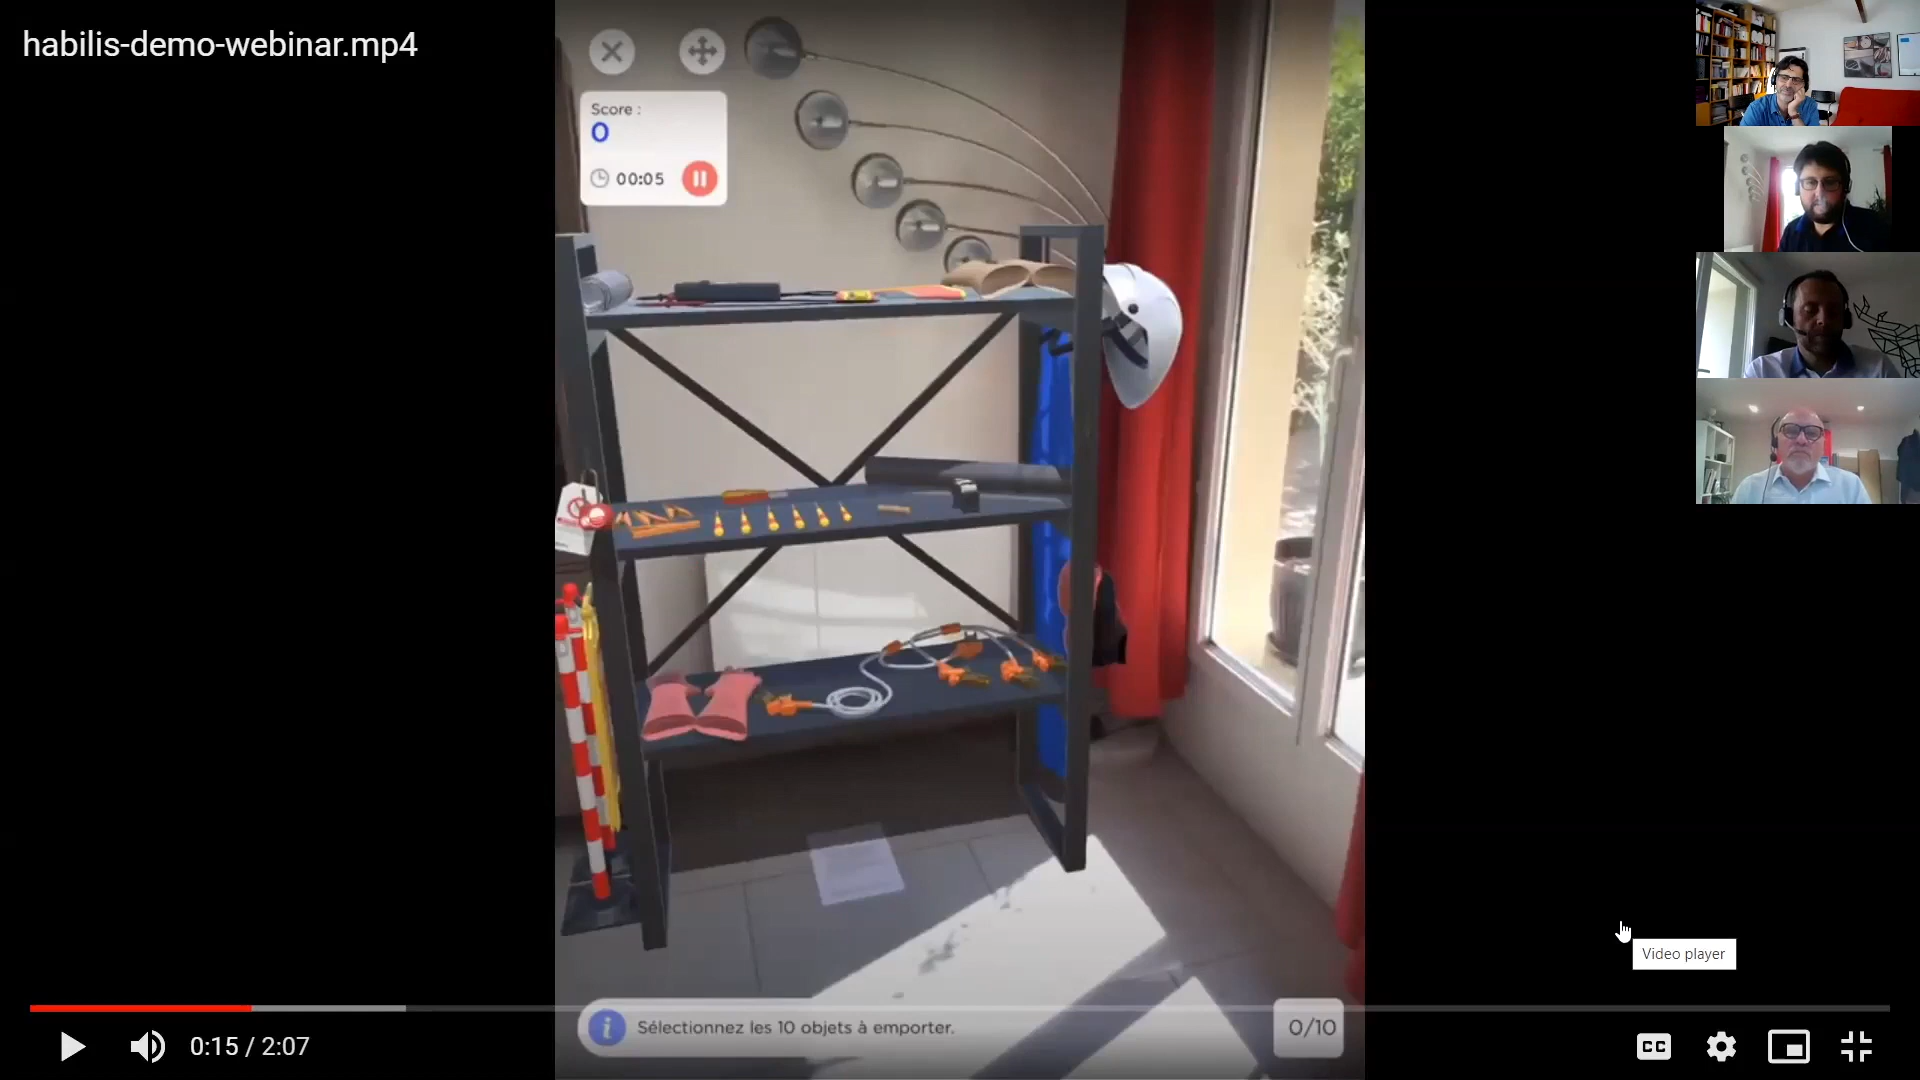 habilis-demo-webinar.mp4
Score :
0
00:05
Sélectionnez les 10 objets à emporter.
0/10
Video player
0:15 / 2:07
CC